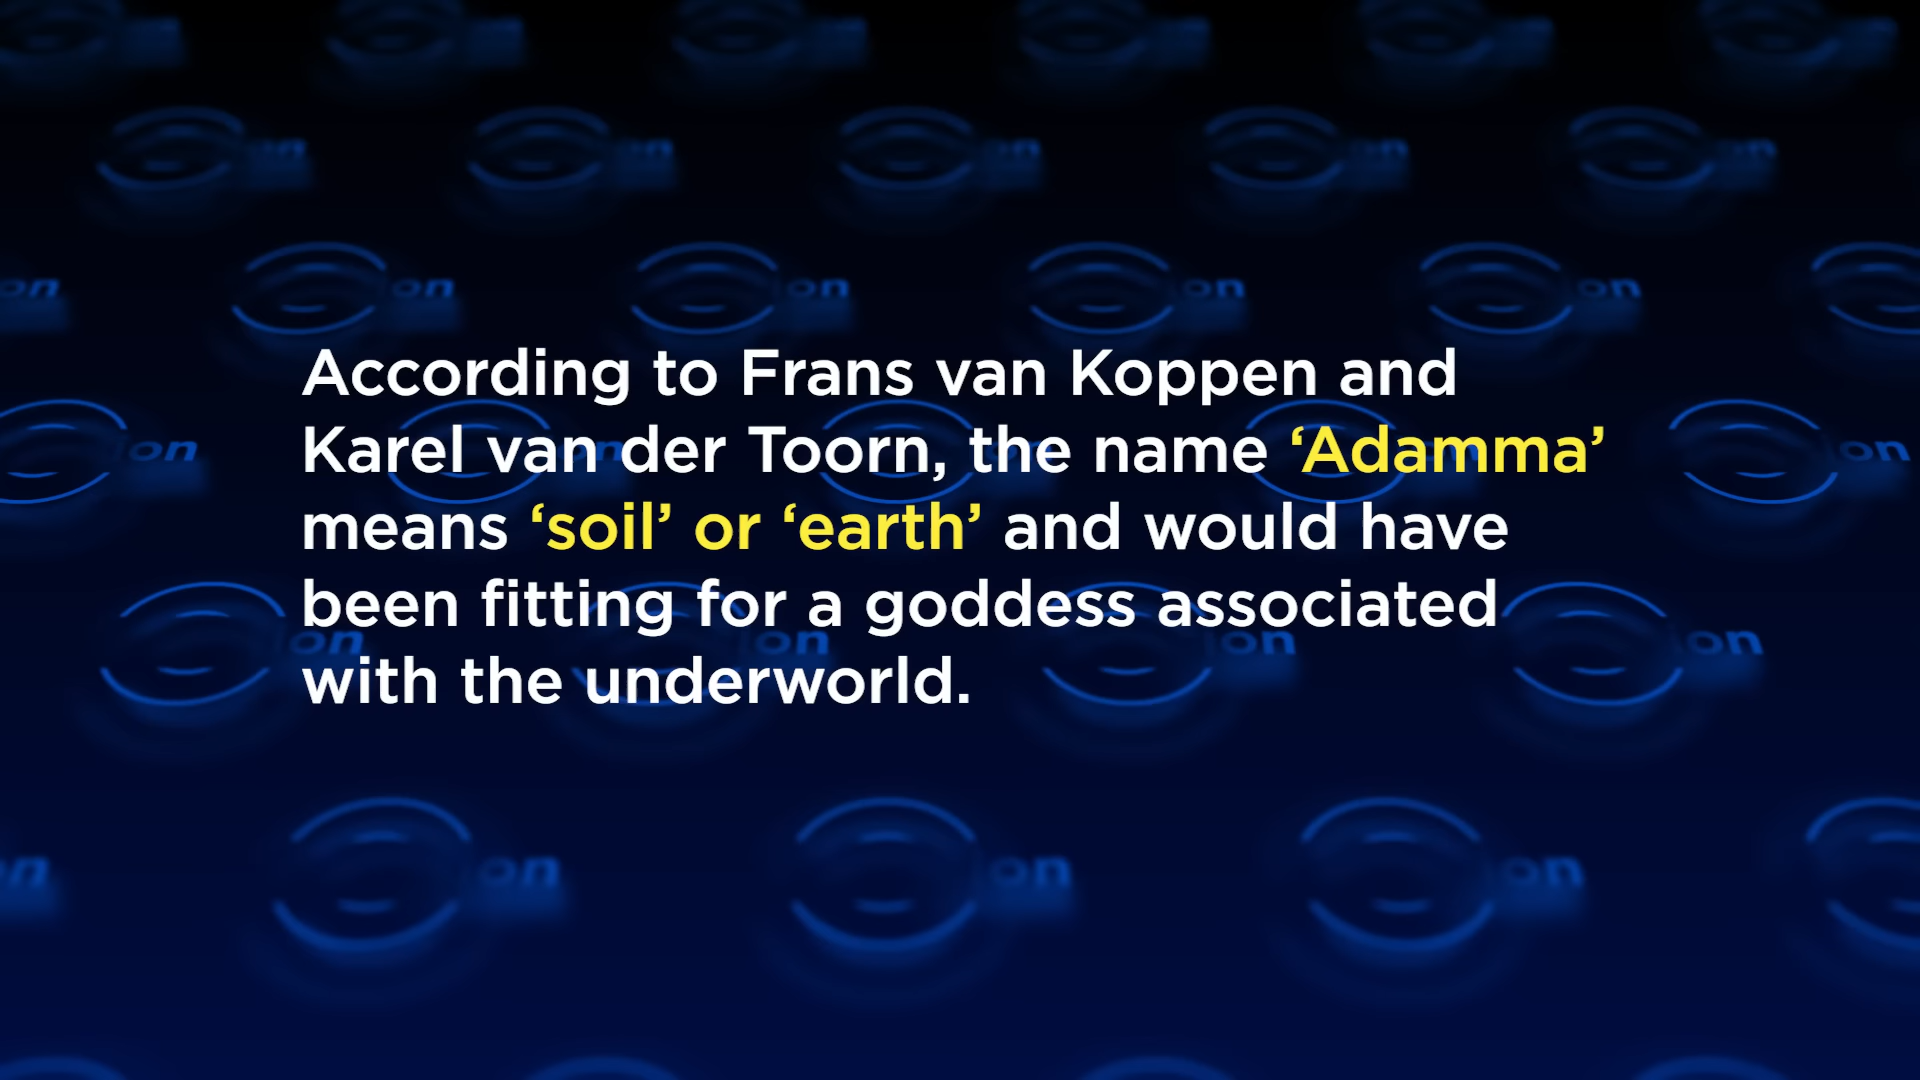 According to Frans van Koppen and
Karel van der Toorn, the name ‘Adamma’
means ‘soil’ or ‘earth’ and would have
been fitting for a goddess associated
with the underworld.